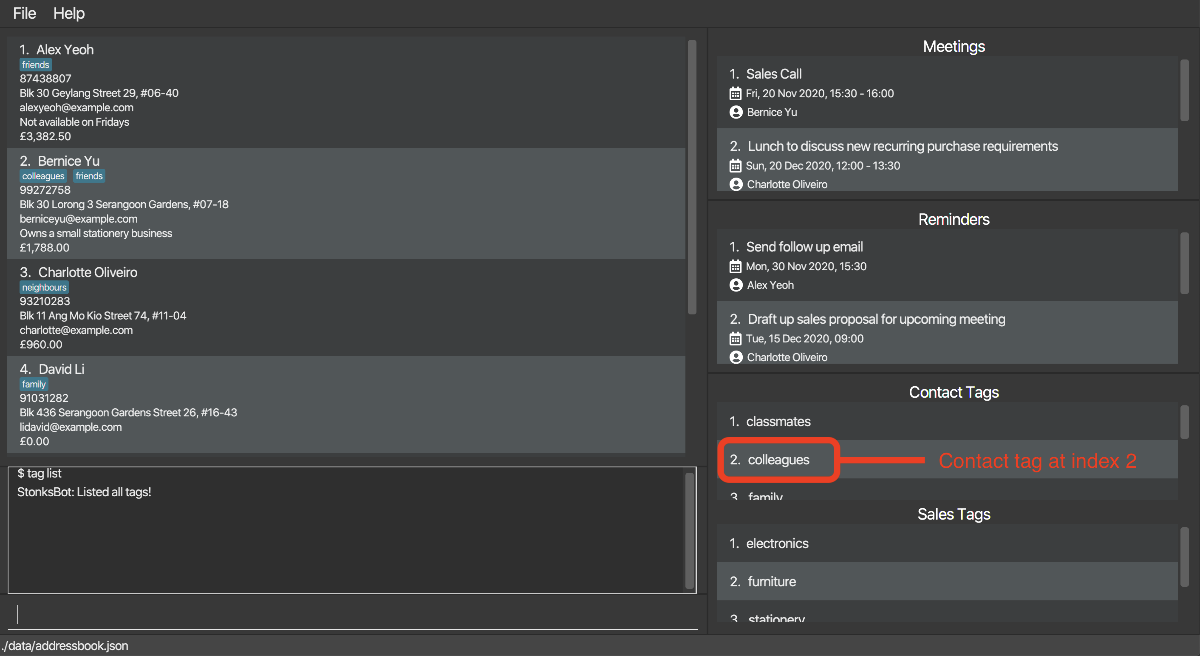 File Help
1. Alex Yeoh
friends
87438807
Blk 30 Geylang Street 29, #06-40
alexyeoh@example.com
Not available on Fridays
£3,382.50
2. Bernice Yu
colleagues friends
99272758
Blk 30 Lorong 3 Serangoon Gardens, #07-18
berniceyu@example.com
Owns a small stationery business
£1,788.00
3. Charlotte Oliveiro
neighbours
93210283
Blk 11 Ang Mo Kio Street 74, #11-04
charlotte@example.com
£960.00
4. David Li
family
91031282
Blk 436 Serangoon Gardens Street 26, #16-43
lidavid@example.com
£0.00
$ tag list
StonksBot: Listed all tags!
./data/addressbook.json
Meetings
1. Sales Call
Fri, 20 Nov 2020, 15:30 - 16:00
Bernice Yu
2. Lunch to discuss new recurring purchase requirements
Sun, 20 Dec 2020, 12:00 - 13:30
Charlotte Oliveiro
Reminders
1. Send follow up email
Mon, 30 Nov 2020, 15:30
Alex Yeoh
2. Draft up sales proposal for upcoming meeting
Tue, 15 Dec 2020, 09:00
Charlotte Oliveiro
Contact Tags
1. classmates
2. colleagues
Contact tag at index 2
3. family
Sales Tags
1. electronics
2. furniture
3. stationery